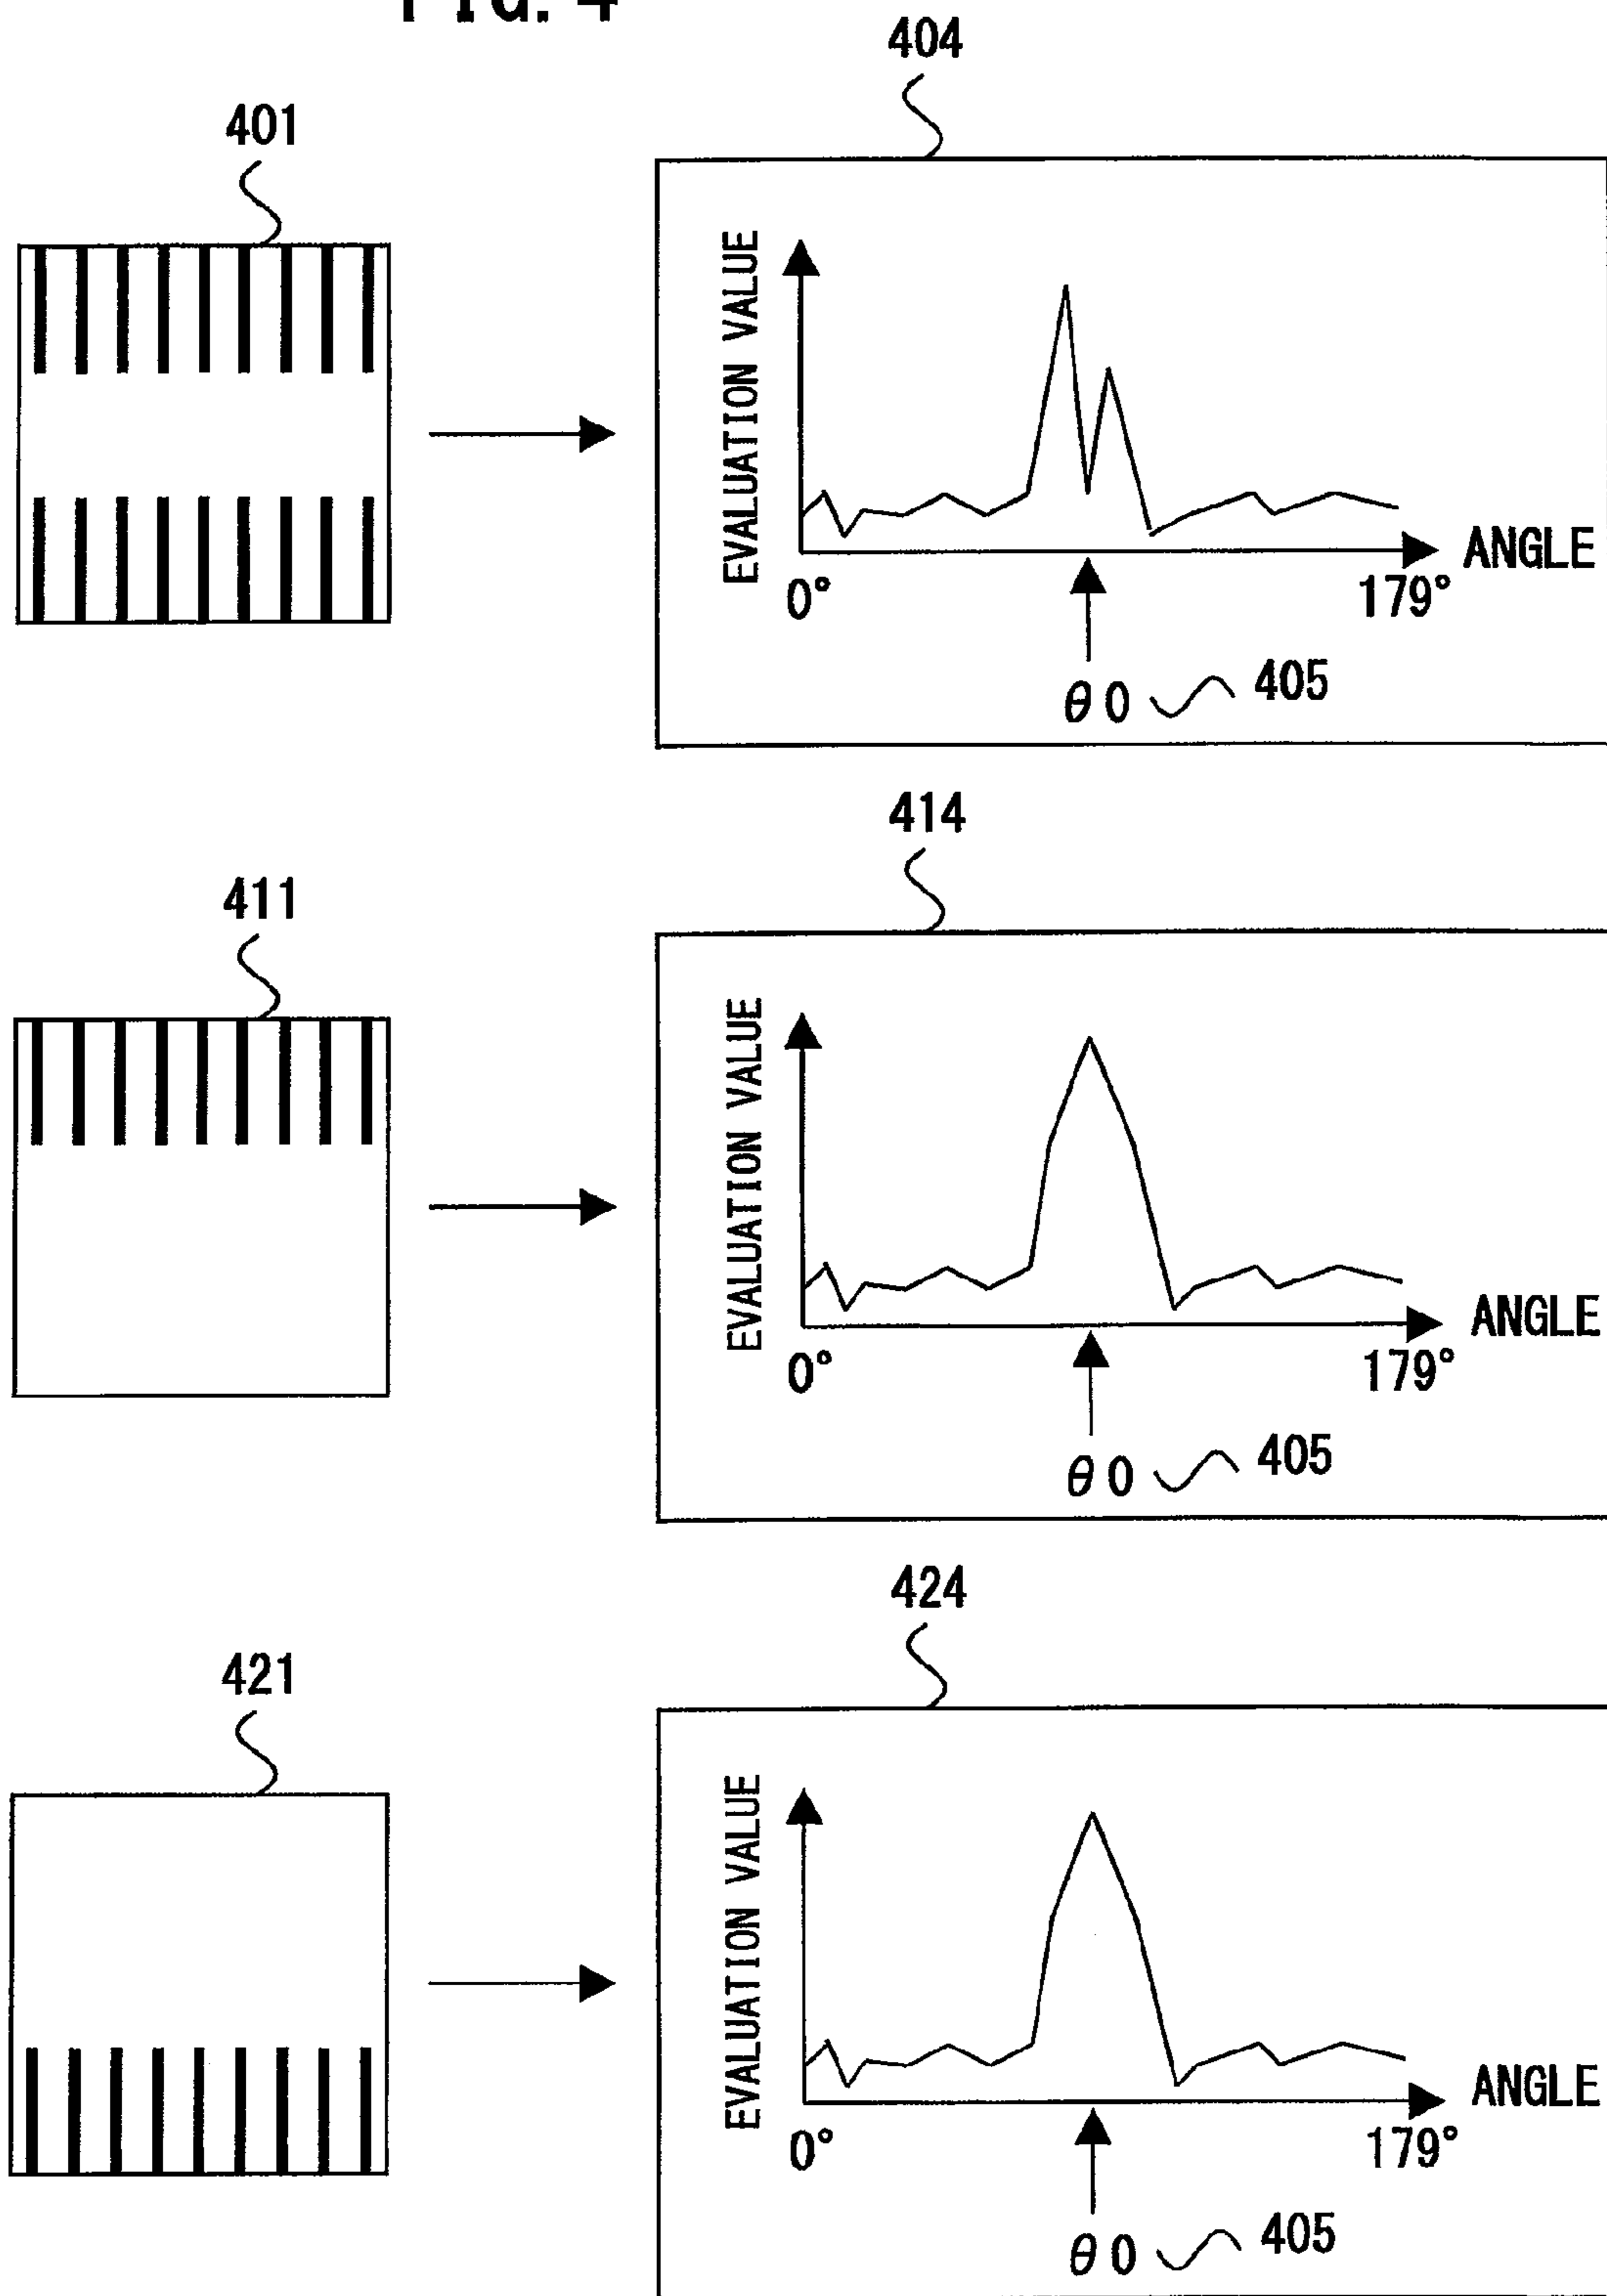 FIG. 4
404
401
EVALUATION VALUE
ANGLE
0°
179°
θ0
405
414
411
EVALUATION VALUE
ANGLE
0°
179°
θ0
405
424
421
EVALUATION VALUE
ANGLE
0°
179°
θ0
405